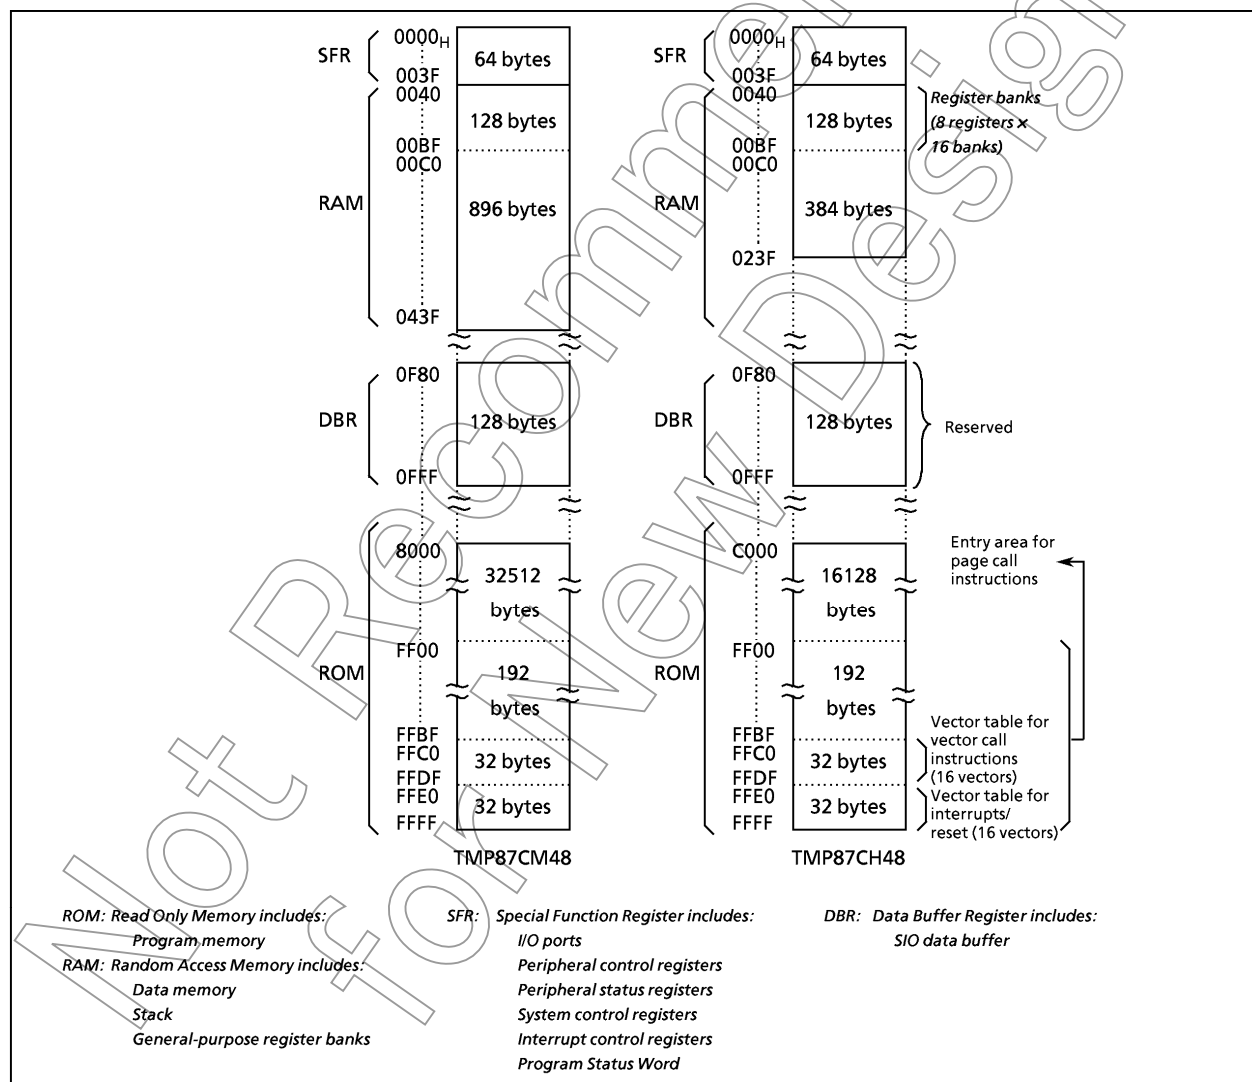 SFR
0000H
003F
64 bytes
RAM
0040
00BF
128 bytes
00C0
043F
896 bytes
DBR
0F80
0FFF
128 bytes
ROM
8000
32512
bytes
FF00
FFBF
192
bytes
FFC0
FFDF
32 bytes
FFE0
FFFF
32 bytes
TMP87CM48
SFR
0000H
003F
64 bytes
RAM
0040
00BF
128 bytes
Register banks
(8 registers ×
16 banks)
00C0
023F
384 bytes
DBR
0F80
0FFF
128 bytes
Reserved
ROM
C000
16128
bytes
Entry area for
page call
instructions
FF00
FFBF
192
bytes
FFC0
FFDF
32 bytes
Vector table for
vector call
instructions
(16 vectors)
FFE0
FFFF
32 bytes
Vector table for
interrupts/
reset (16 vectors)
TMP87CH48
ROM: Read Only Memory includes:
Program memory
RAM: Random Access Memory includes:
Data memory
Stack
General-purpose register banks
SFR: Special Function Register includes:
I/O ports
Peripheral control registers
Peripheral status registers
System control registers
Interrupt control registers
Program Status Word
DBR: Data Buffer Register includes:
SIO data buffer
Not Recommen
for New Desig